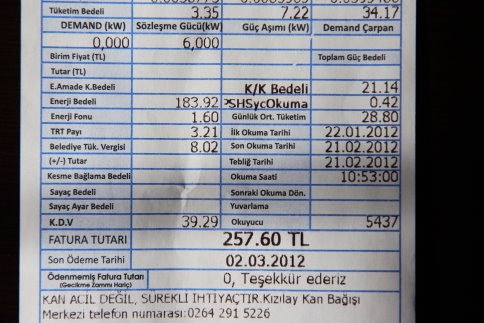 Tüketim Bedeli 3.35 7.22 34.17
DEMAND (kW) Sözleşme Gücü(kW) Güç Aşımı (kW) Demand Çarpan
0,000 6,000
Birim Fiyat (TL) Toplam Güç Bedeli
Tutar (TL)
E.Amade K.Bedeli K/K Bedeli 21.14
Enerji Bedeli 183.92 PSHSycOkuma 0.42
Enerji Fonu 1.60 Günlük Ort. Tüketim 28.80
TRT Payı 3.21 İlk Okuma Tarihi 22.01.2012
Belediye Tük. Vergisi 8.02 Son Okuma Tarihi 21.02.2012
(+/-) Tutar Tebliğ Tarihi 21.02.2012
Kesme Bağlama Bedeli Okuma Saati 10:53:00
Sayaç Bedeli Sonraki Okuma Dön.
Sayaç Ayar Bedeli Yuvarlama
K.D.V 39.29 Okuyucu 5437
FATURA TUTARI 257.60 TL
Son Ödeme Tarihi 02.03.2012
Ödenmemiş Fatura Tutarı 0, Teşekkür ederiz
(Gecikme Zammı Hariç)
KAN ACİL DEĞİL, SÜREKLİ İHTİYAÇTIR.Kızılay Kan Bağışı
Merkezi telefon numarası:0264 291 5226